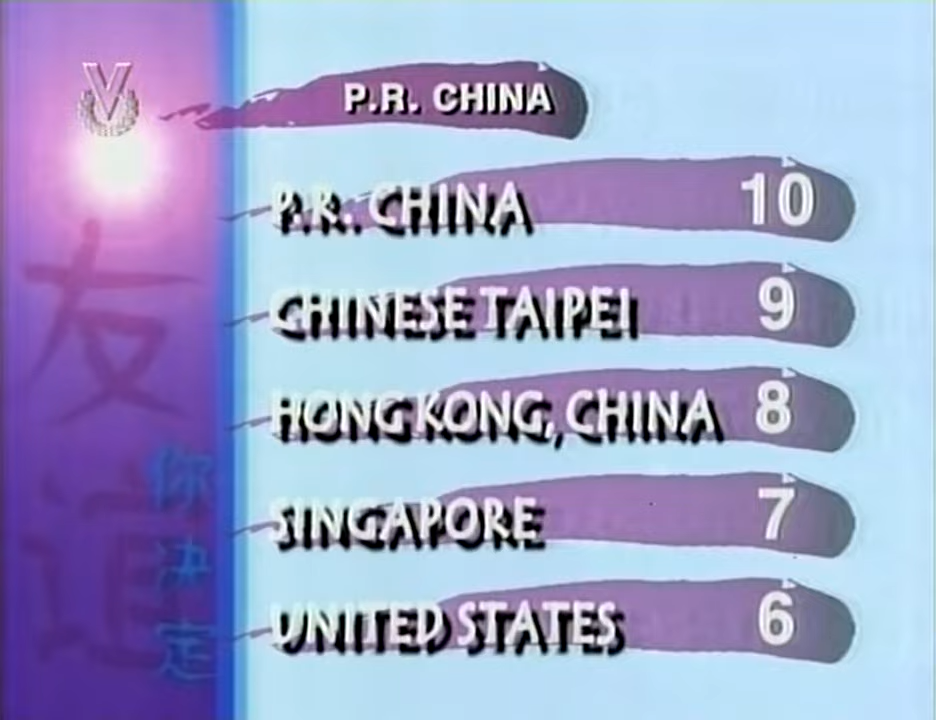 V
P.R. CHINA
P.R. CHINA 10
CHINESE TAIPEI 9
HONG KONG, CHINA 8
SINGAPORE 7
UNITED STATES 6
友
你
决
定